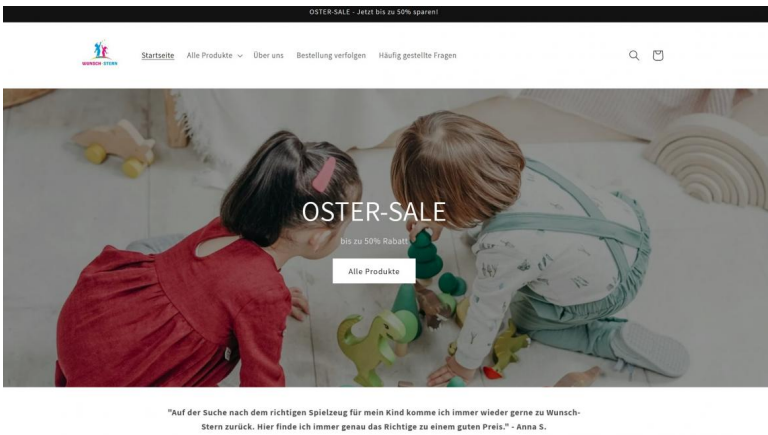 OSTER-SALE - Jetzt bis zu 50% sparen!
WUNSCH-STERN
Startseite Alle Produkte Über uns Bestellung verfolgen Häufig gestellte Fragen
OSTER-SALE
bis zu 50% Rabatt
Alle Produkte
"Auf der Suche nach dem richtigen Spielzeug für mein Kind komme ich immer wieder gerne zu Wunsch-
Stern zurück. Hier finde ich immer genau das Richtige zu einem guten Preis." - Anna S.